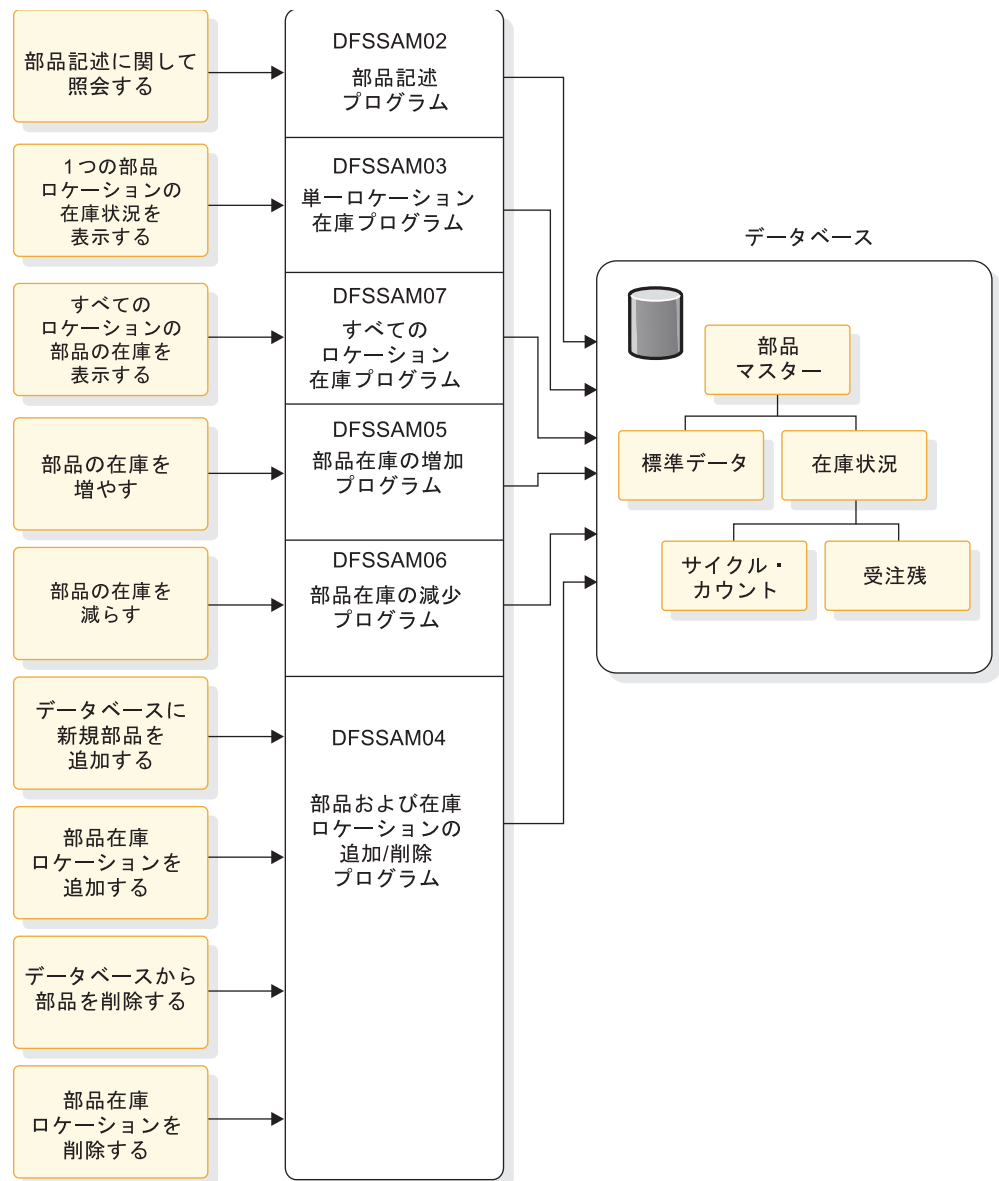 部品記述に関して
照会する
1つの部品
ロケーションの
在庫状況を
表示する
すべての
ロケーションの
部品の在庫を
表示する
部品の在庫を
増やす
部品の在庫を
減らす
データベースに
新規部品を
追加する
部品在庫
ロケーションを
追加する
データベースから
部品を削除する
部品在庫
ロケーションを
削除する
DFSSAM02
部品記述
プログラム
DFSSAM03
単一ロケーション
在庫プログラム
DFSSAM07
すべての
ロケーション
在庫プログラム
DFSSAM05
部品在庫の増加
プログラム
DFSSAM06
部品在庫の減少
プログラム
DFSSAM04
部品および在庫
ロケーションの
追加/削除
プログラム
データベース
部品
マスター
標準データ
在庫状況
サイクル・
カウント
受注残